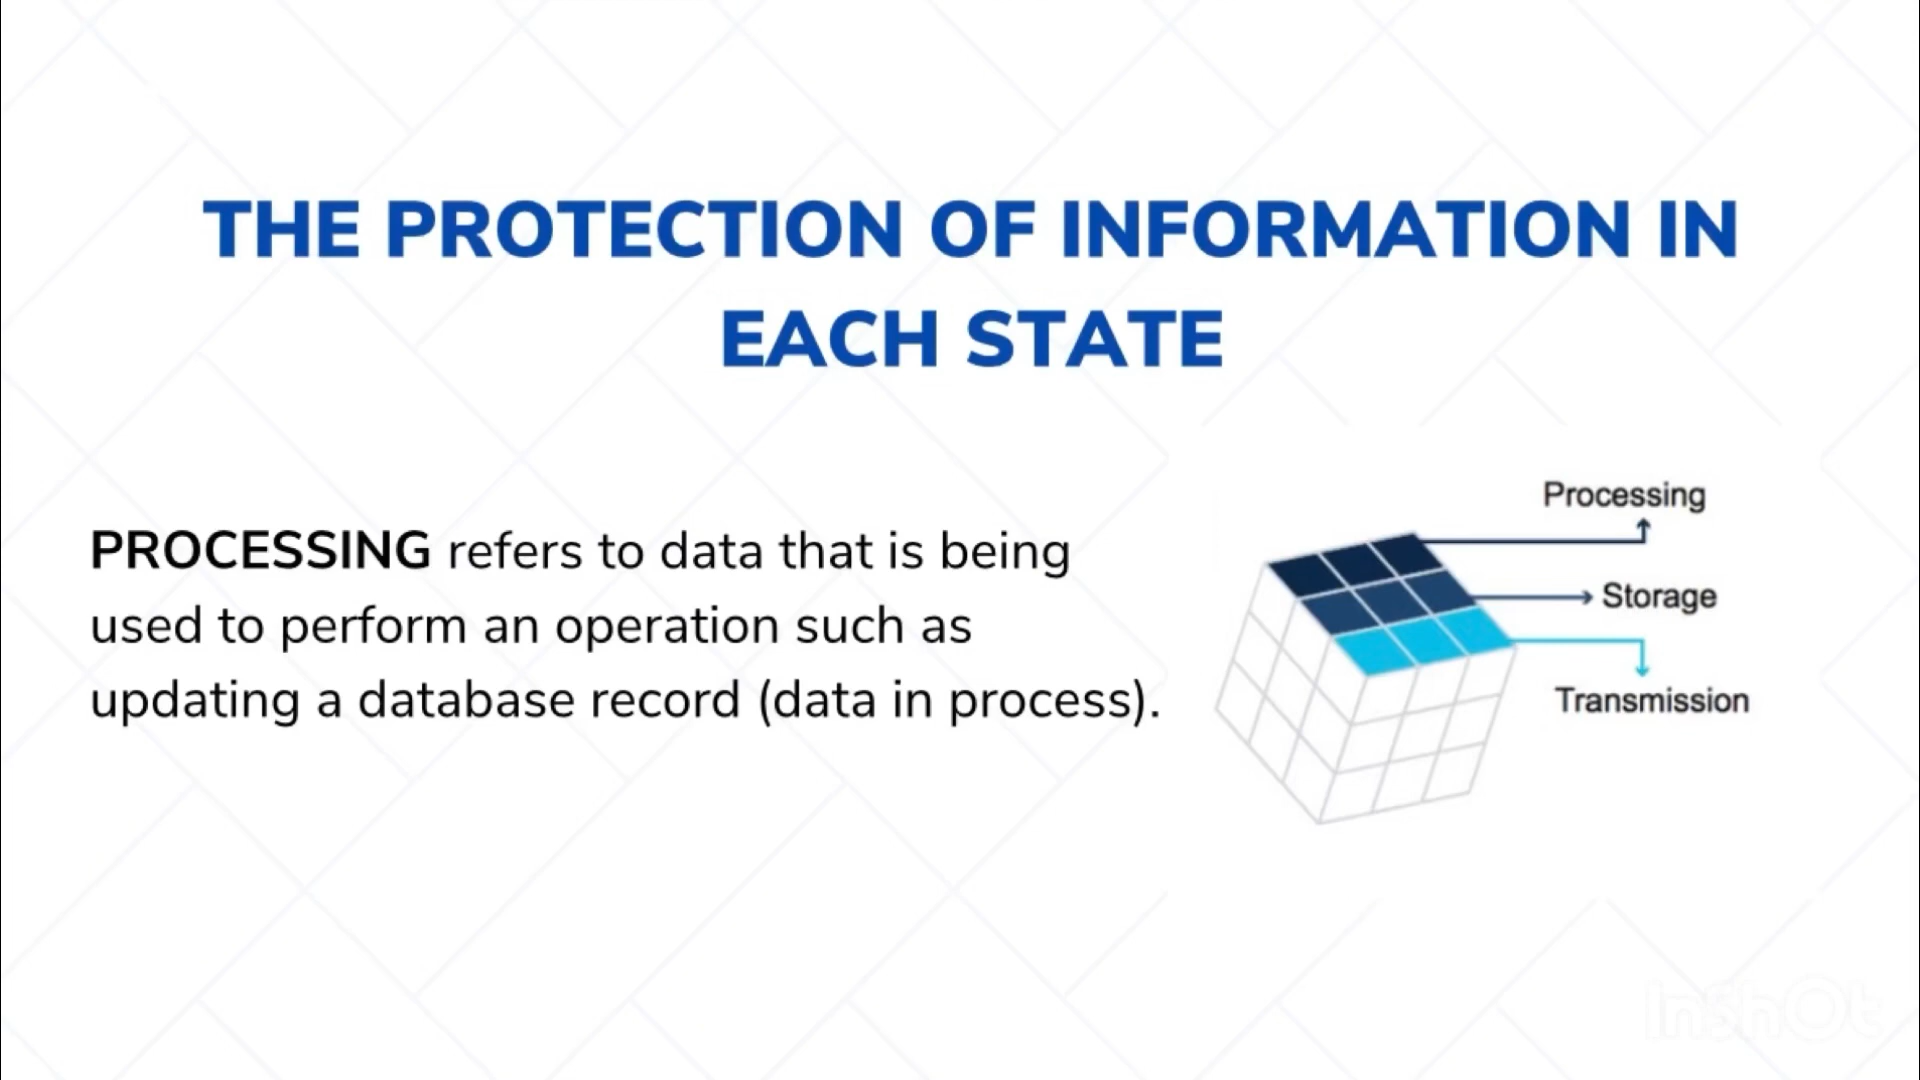 THE PROTECTION OF INFORMATION IN
EACH STATE
PROCESSING refers to data that is being
used to perform an operation such as
updating a database record (data in process).
Processing
Storage
Transmission
InShOt